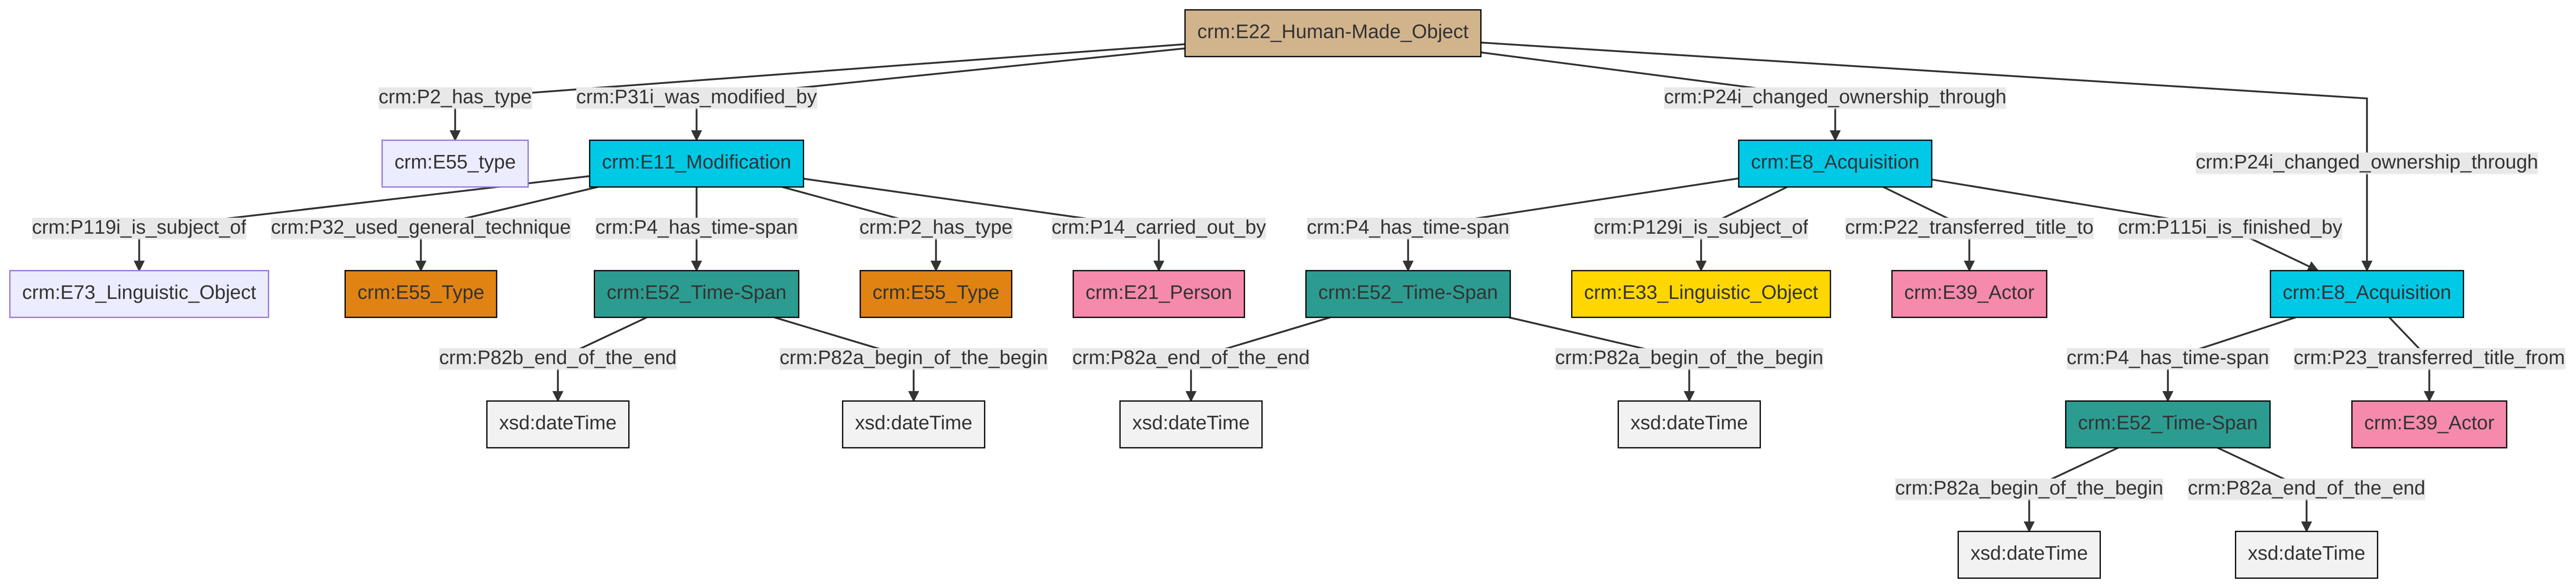 crm:E22_Human-Made_Object
crm:P2_has_type
crm:P31i_was_modified_by
crm:P24i_changed_ownership_through
crm:E55_type
crm:E11_Modification
crm:E8_Acquisition
crm:P24i_changed_ownership_through
crm:P119i_is_subject_of
crm:P32_used_general_technique
crm:P4_has_time-span
crm:P2_has_type
crm:P14_carried_out_by
crm:P4_has_time-span
crm:P129i_is_subject_of
crm:P22_transferred_title_to
crm:P115i_is_finished_by
crm:E73_Linguistic_Object
crm:E55_Type
crm:E52_Time-Span
crm:E55_Type
crm:E21_Person
crm:E52_Time-Span
crm:E33_Linguistic_Object
crm:E39_Actor
crm:E8_Acquisition
crm:P82b_end_of_the_end
crm:P82a_begin_of_the_begin
crm:P82a_end_of_the_end
crm:P82a_begin_of_the_begin
crm:P4_has_time-span
crm:P23_transferred_title_from
xsd:dateTime
xsd:dateTime
xsd:dateTime
xsd:dateTime
crm:E52_Time-Span
crm:E39_Actor
crm:P82a_begin_of_the_begin
crm:P82a_end_of_the_end
xsd:dateTime
xsd:dateTime